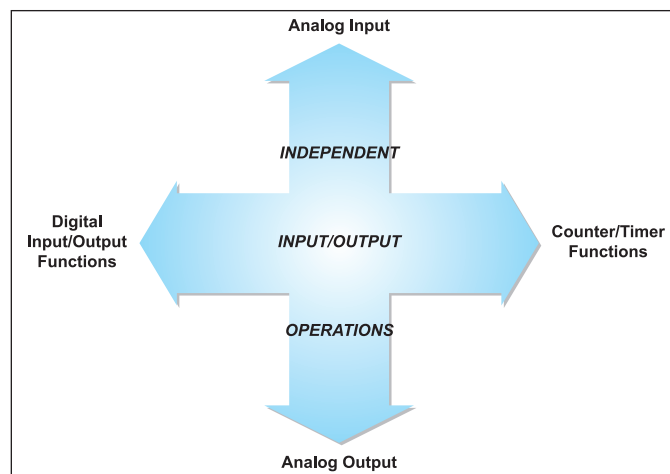 Analog Input
INDEPENDENT
Digital
Input/Output
Functions
INPUT/OUTPUT
Counter/Timer
Functions
OPERATIONS
Analog Output